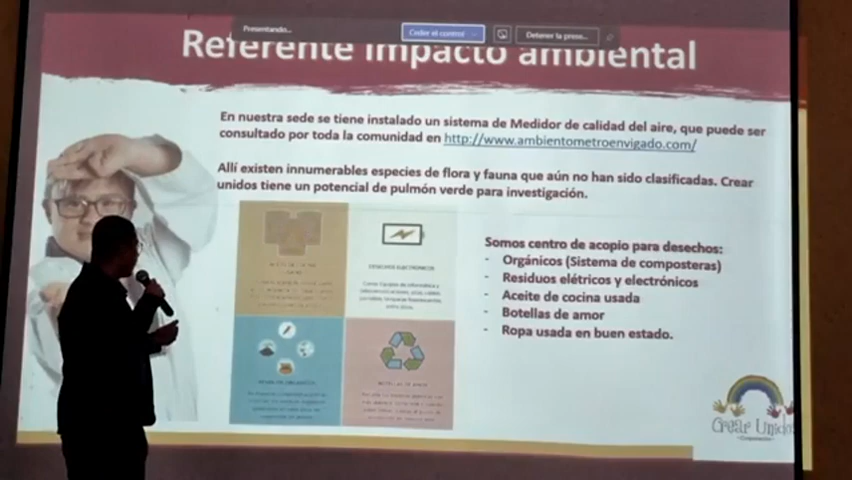 Presentando...
Ceder el control
Detener la prese...
Referente impacto ambiental
En nuestra sede se tiene instalado un sistema de Medidor de calidad del aire, que puede ser
consultado por toda la comunidad en http://www.ambientometroenvigado.com/
Allí existen innumerables especies de flora y fauna que aún no han sido clasificadas. Crear
unidos tiene un potencial de pulmón verde para investigación.
DESECHOS ELECTRÓNICOS
Somos centro de acopio para desechos:
- Orgánicos (Sistema de composteras)
- Residuos elétricos y electrónicos
- Aceite de cocina usada
- Botellas de amor
- Ropa usada en buen estado.
Crear Unidos
Corporación